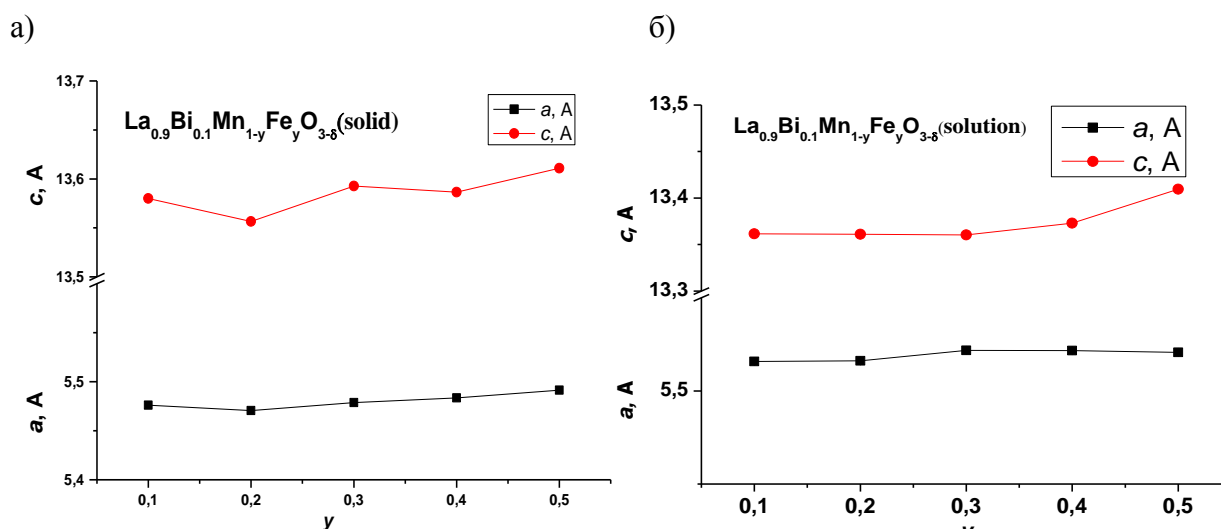 а)
13,7
13,6
13,5
5,5
5,4
c, A
a, A
La0.9Bi0.1Mn1-yFeyO3-δ(solid)
a, A
c, A
0,1 0,2 0,3 0,4 0,5
y
б)
13,5
13,4
13,3
5,5
c, A
a, A
La0.9Bi0.1Mn1-yFeyO3-δ(solution)
a, A
c, A
0,1 0,2 0,3 0,4 0,5